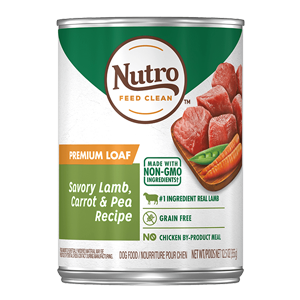 Nutro
FEED CLEAN™
PREMIUM LOAF
Savory Lamb,
Carrot & Pea
Recipe
MADE WITH
NON-GMO
INGREDIENTS‡
#1 INGREDIENT REAL LAMB
GRAIN FREE
NO CHICKEN BY-PRODUCT MEAL
DOG FOOD / NOURRITURE POUR CHIEN